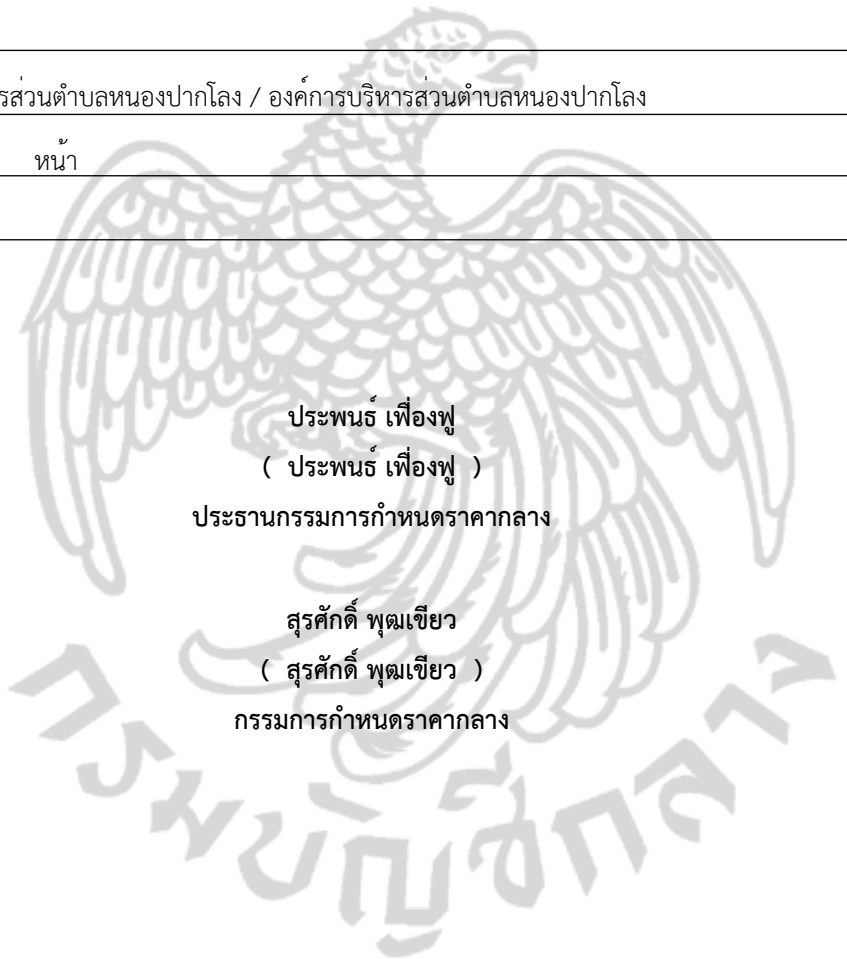 รส่วนตำบลหนองปากโลง / องค์การบริหารส่วนตำบลหนองปากโลง
หน้า
ประพนธ์ เฟื่องฟู
( ประพนธ์ เฟื่องฟู )
ประธานกรรมการกำหนดราคากลาง
สุรศักดิ์ พุฒเขียว
( สุรศักดิ์ พุฒเขียว )
กรรมการกำหนดราคากลาง
กรมบัญชีกลาง